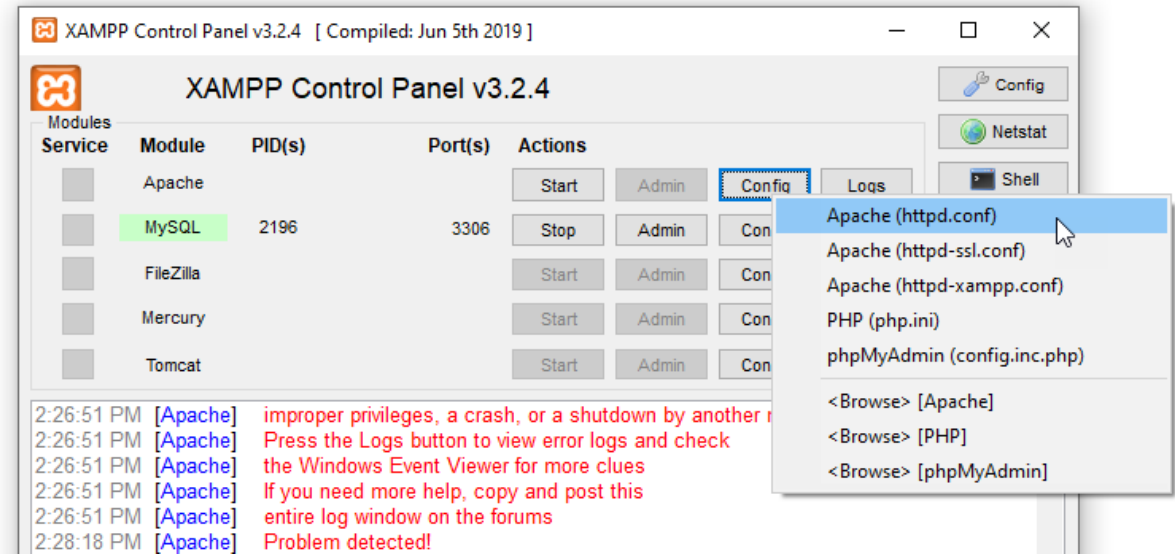 XAMPP Control Panel v3.2.4 [ Compiled: Jun 5th 2019 ]
XAMPP Control Panel v3.2.4
Config
Modules
Netstat
Service Module PID(s) Port(s) Actions
Shell
Apache Start Admin Config Logs
Apache (httpd.conf)
MySQL 2196 3306 Stop Admin Con
Apache (httpd-ssl.conf)
FileZilla Start Admin Con
Apache (httpd-xampp.conf)
Mercury Start Admin Con
PHP (php.ini)
phpMyAdmin (config.inc.php)
Tomcat Start Admin Con
<Browse> [Apache]
<Browse> [PHP]
<Browse> [phpMyAdmin]
2:26:51 PM [Apache] improper privileges, a crash, or a shutdown by another
2:26:51 PM [Apache] Press the Logs button to view error logs and check
2:26:51 PM [Apache] the Windows Event Viewer for more clues
2:26:51 PM [Apache] If you need more help, copy and post this
2:26:51 PM [Apache] entire log window on the forums
2:28:18 PM [Apache] Problem detected!